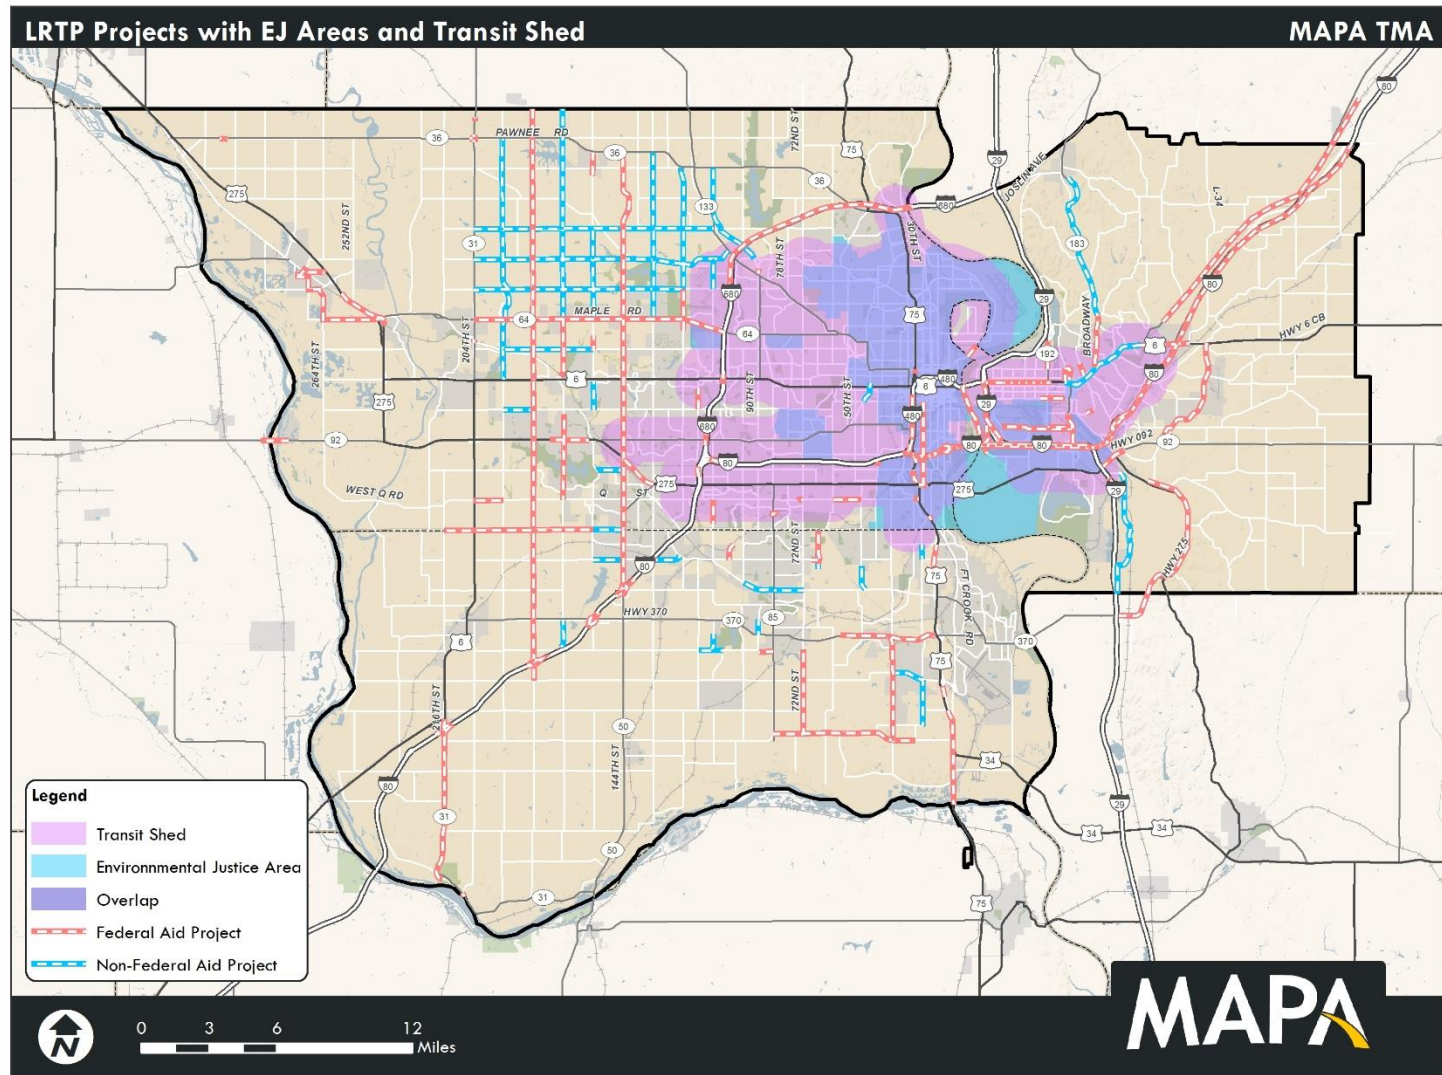 LRTP Projects with EJ Areas and Transit Shed
MAPA TMA
80
36
PAWNEE RD
36
72ND ST
75
29
JOSLIN AVE
275
252ND ST
36
L-34
133
680
30TH ST
31
78TH ST
183
80
680
29
64
MAPLE RD
64
75
BROADWAY
HWY 6 CB
204TH ST
264TH ST
192
6
275
6
90TH ST
50TH ST
480
6
80
29
92
680
480
80
80
HWY 092
92
80
WEST Q RD
Q ST
275
275
29
72ND ST
80
75
FT CROOK RD
HWY 275
HWY 370
370
85
370
6
75
216TH ST
72ND ST
50
144TH ST
34
80
29
31
34
34
50
31
75
Legend
Transit Shed
Environnmental Justice Area
Overlap
Federal Aid Project
Non-Federal Aid Project
N
0 3 6 12
Miles
MAPA